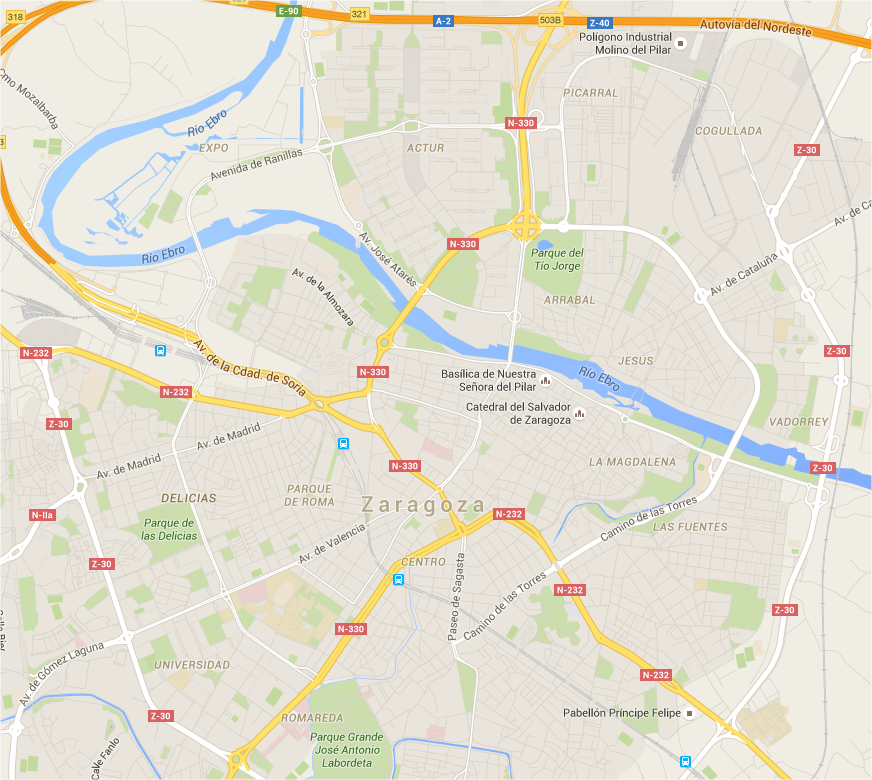 318
E-90
321
A-2
503B
Z-40
Autovía del Nordeste
Polígono Industrial
Molino del Pilar
Cmo Mozalbarba
Río Ebro
EXPO
PICARRAL
N-330
COGULLADA
ACTUR
Z-30
Avenida de Ranillas
3
Av. de Ca
Río Ebro
Av. José Atarés
N-330
Parque del
Tío Jorge
Av. de Cataluña
Av. de la Almozara
ARRABAL
N-232
Av. de la Cdad. de Soria
N-330
Basílica de Nuestra
Señora del Pilar
Río Ebro
JESÚS
Z-30
N-232
Catedral del Salvador
de Zaragoza
Z-30
Av. de Madrid
VADORREY
Av. de Madrid
N-330
LA MAGDALENA
Z-30
DELICIAS
PARQUE
DE ROMA
Zaragoza
N-IIa
Parque de
las Delicias
N-232
Camino de las Torres
LAS FUENTES
Av. de Valencia
CENTRO
Z-30
Paseo de Sagasta
Camino de las Torres
N-232
Z-30
N-330
Av. de Gómez Laguna
UNIVERSIDAD
N-232
Z-30
ROMAREDA
Pabellón Príncipe Felipe
Parque Grande
José Antonio
Labordeta
Calle Fanlo